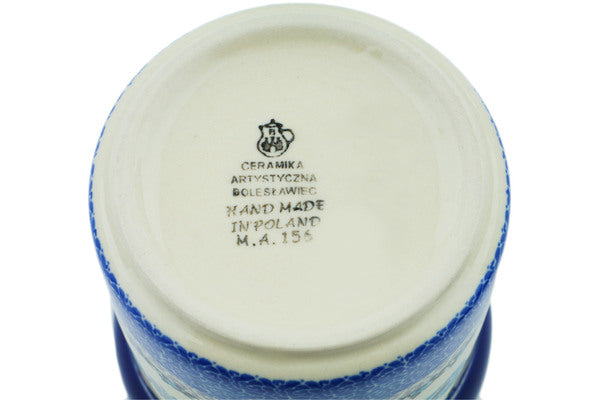 CERAMIKA
ARTYSTYCZNA
BOLESŁAWIEC
HAND MADE
IN POLAND
M.A. 156